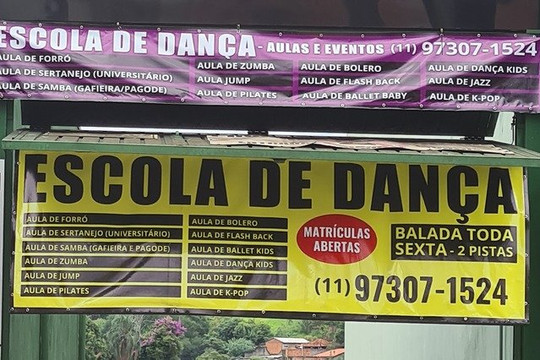 ESCOLA DE DANÇA - AULAS E EVENTOS (11) 97307-1524
AULA DE FORRÓ
AULA DE SERTANEJO (UNIVERSITÁRIO)
AULA DE SAMBA (GAFIEIRA/PAGODE)
AULA DE ZUMBA
AULA JUMP
AULA DE PILATES
AULA DE BOLERO
AULA DE FLASH BACK
AULA DE BALLET BABY
AULA DE DANÇA KIDS
AULA DE JAZZ
AULA DE K-POP
ESCOLA DE DANÇA
AULA DE FORRÓ
AULA DE SERTANEJO (UNIVERSITÁRIO)
AULA DE SAMBA (GAFIEIRA E PAGODE)
AULA DE ZUMBA
AULA DE JUMP
AULA DE PILATES
AULA DE BOLERO
AULA DE FLASH BACK
AULA DE BALLET KIDS
AULA DE DANÇA KIDS
AULA DE JAZZ
AULA DE K-POP
MATRÍCULAS
ABERTAS
BALADA TODA
SEXTA - 2 PISTAS
(11) 97307-1524